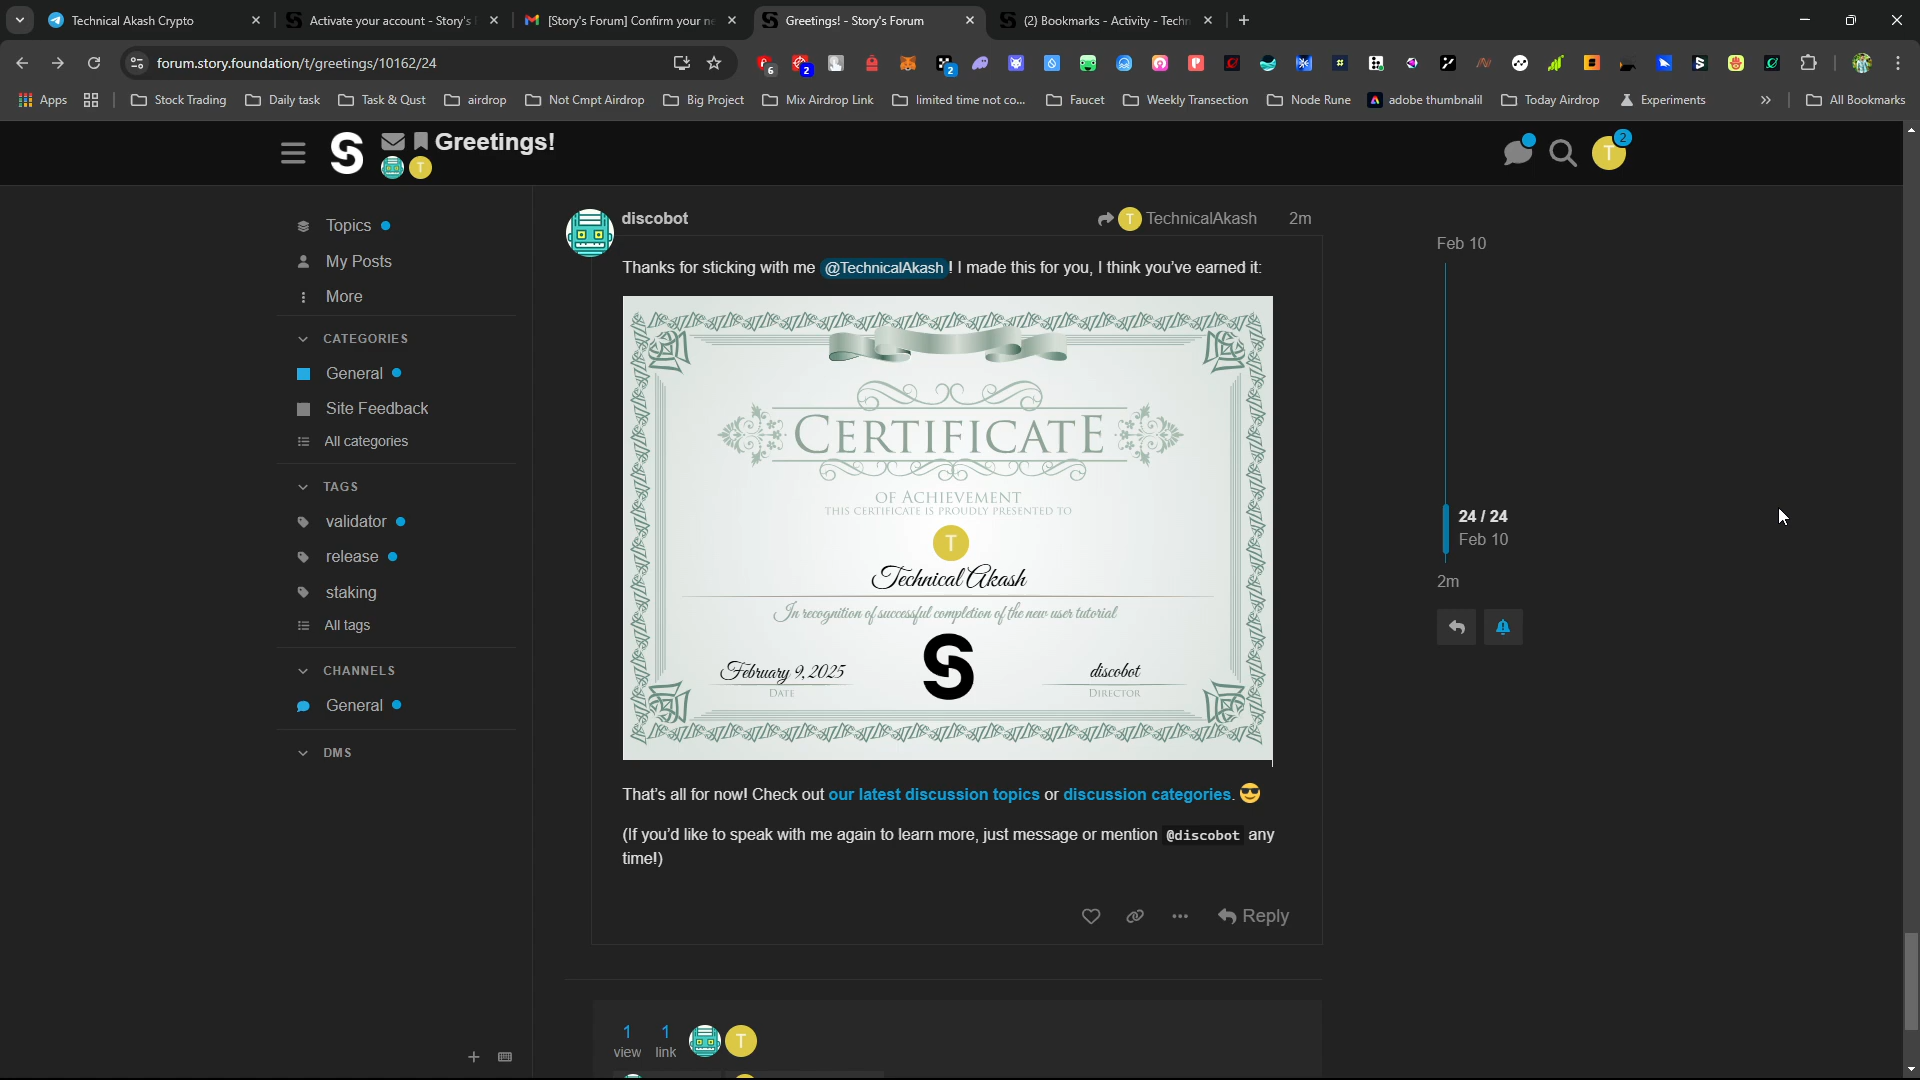 Technical Akash Crypto
Activate your account - Story's
[Story's Forum] Confirm your ne
Greetings! - Story's Forum
(2) Bookmarks - Activity - Techn
forum.story.foundation/t/greetings/10162/24
6
2
2
Apps
Stock Trading
Daily task
Task & Qust
airdrop
Not Cmpt Airdrop
Big Project
Mix Airdrop Link
limited time not co...
Faucet
Weekly Transection
Node Rune
adobe thumbnalil
Today Airdrop
Experiments
All Bookmarks
Greetings!
T
T
2
Topics
My Posts
More
CATEGORIES
General
Site Feedback
All categories
TAGS
validator
release
staking
All tags
CHANNELS
General
DMS
discobot
T TechnicalAkash 2m
Thanks for sticking with me @TechnicalAkash ! I made this for you, I think you've earned it:
CERTIFICATE
OF ACHIEVEMENT
THIS CERTIFICATE IS PROUDLY PRESENTED TO
T
Technical Akash
In recognition of successful completion of the new user tutorial
S
February 9, 2025
DATE
discobot
DIRECTOR
That's all for now! Check out our latest discussion topics or discussion categories. 😎
(If you'd like to speak with me again to learn more, just message or mention @discobot any
time!)
Reply
1
view
1
link
T
Feb 10
24 / 24
Feb 10
2m